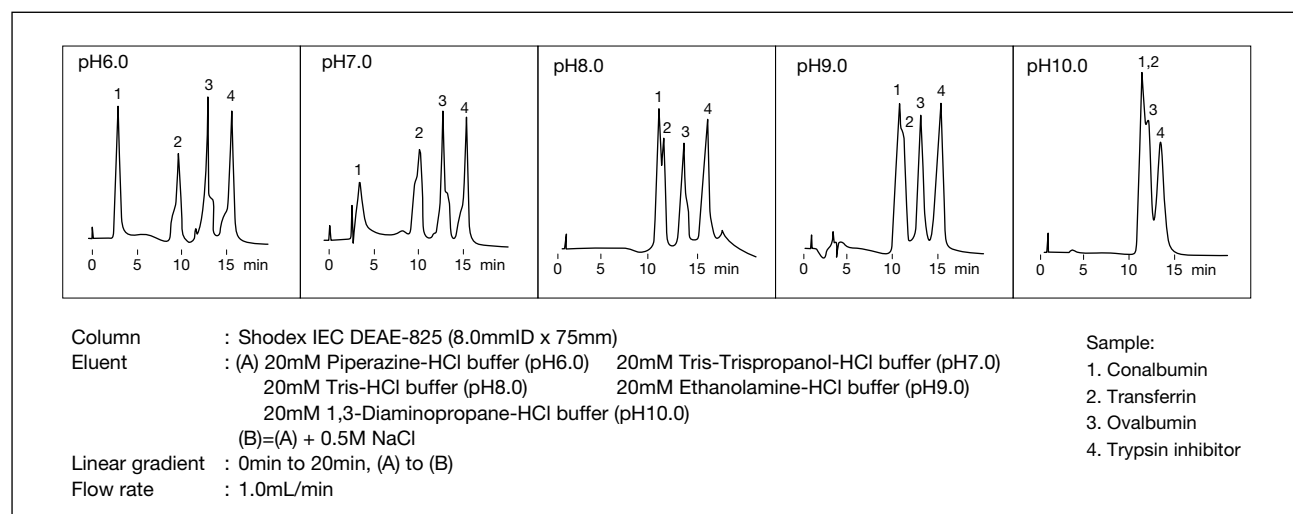 pH6.0
1
2
3
4
0 5 10 15 min
pH7.0
1
2
3
4
0 5 10 15 min
pH8.0
1
2
3
4
0 5 10 15 min
pH9.0
1
2
3
4
0 5 10 15 min
pH10.0
1,2
3
4
0 5 10 15 min
Column : Shodex IEC DEAE-825 (8.0mmID x 75mm)
Eluent : (A) 20mM Piperazine-HCl buffer (pH6.0) 20mM Tris-Trispropanol-HCl buffer (pH7.0)
20mM Tris-HCl buffer (pH8.0) 20mM Ethanolamine-HCl buffer (pH9.0)
20mM 1,3-Diaminopropane-HCl buffer (pH10.0)
(B)=(A) + 0.5M NaCl
Linear gradient : 0min to 20min, (A) to (B)
Flow rate : 1.0mL/min
Sample:
1. Conalbumin
2. Transferrin
3. Ovalbumin
4. Trypsin inhibitor